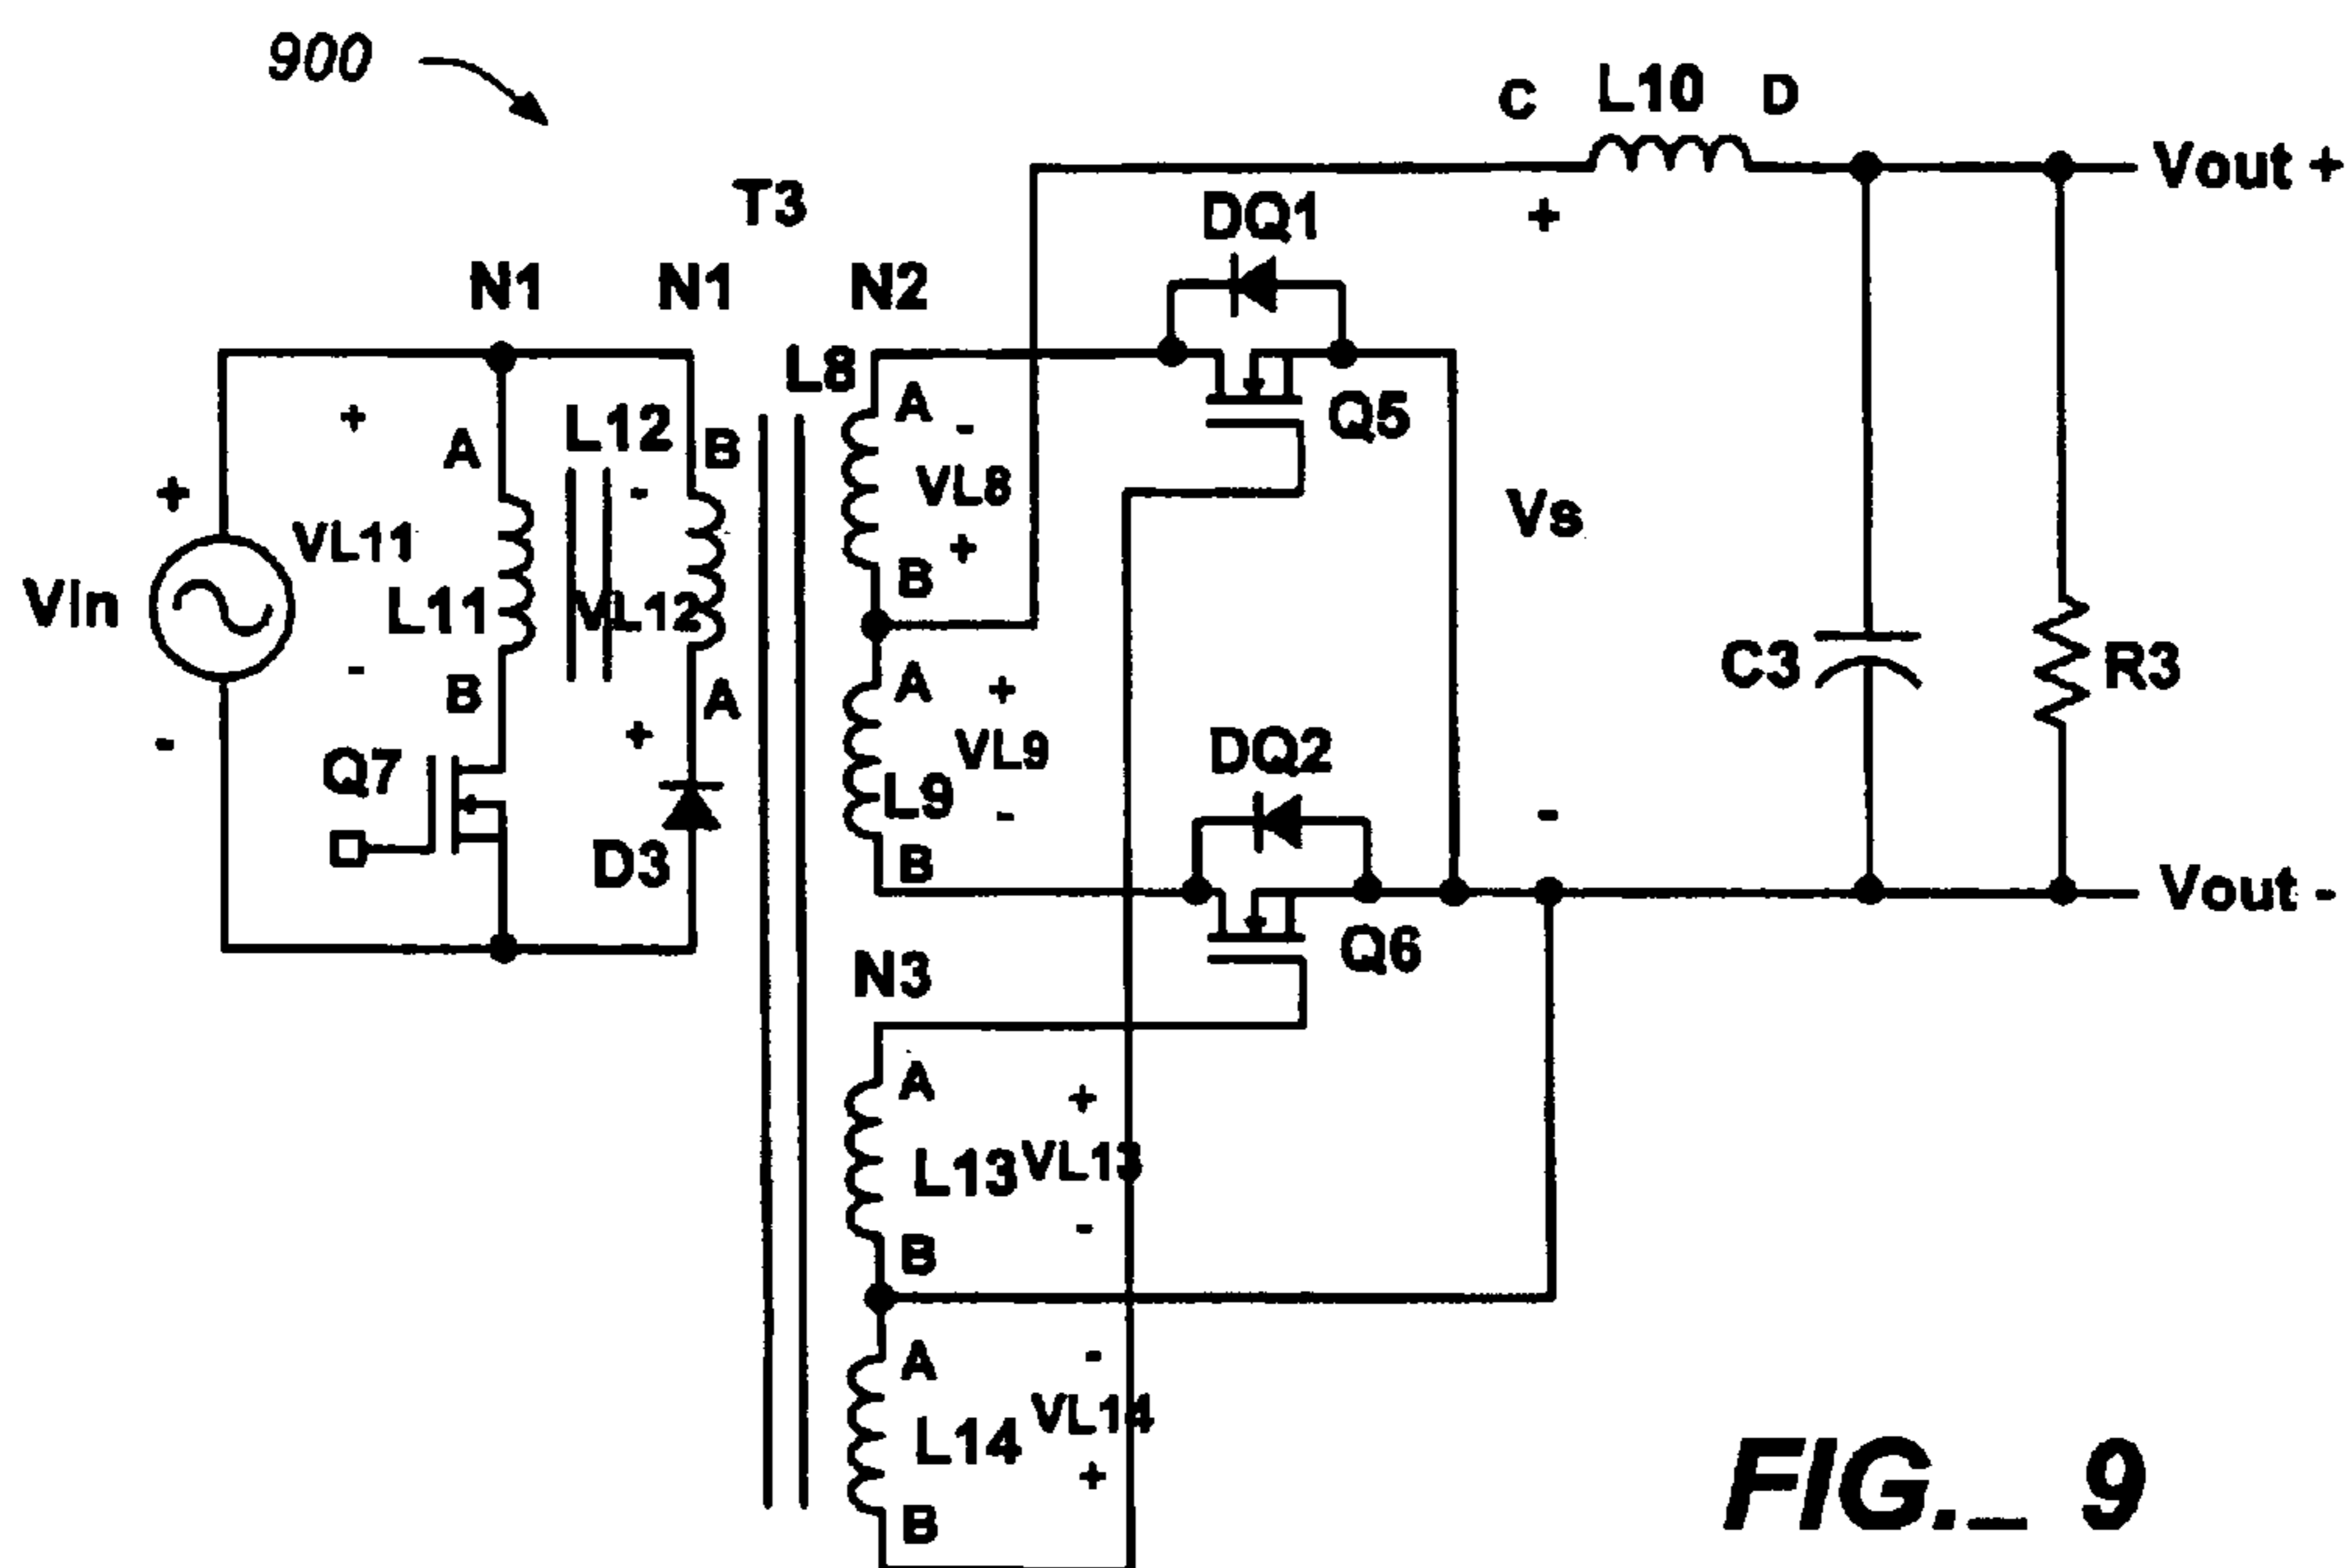 900
C L10 D
Vout +
T3
DQ1
+
N1 N1 N2
L8
A
-
Q5
+
A
L12
B
-
+
VL8
Vs
VL11
+
Vin
L11
VL12
B
-
B
A
A
+
C3
R3
-
Q7
+
VL9
DQ2
L9
-
-
D3
B
Vout -
Q6
N3
A
+
L13 VL13
-
B
A
-
L14 VL14
+
B
FIG._ 9